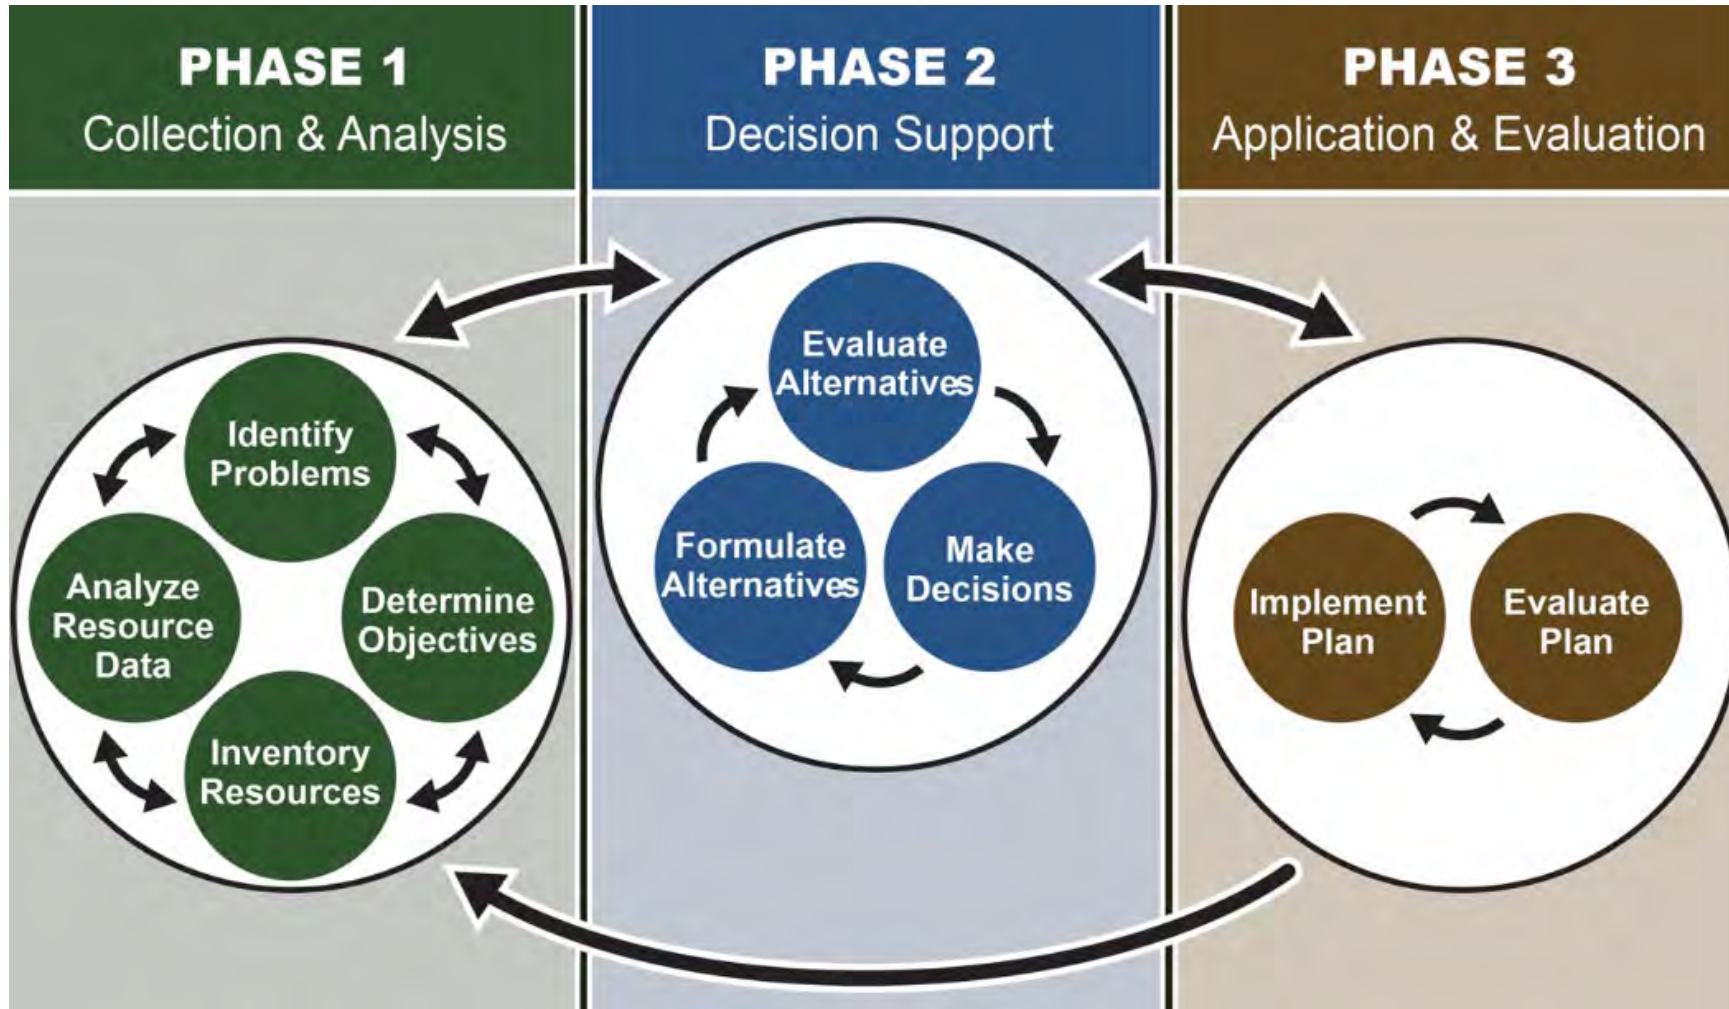 PHASE 1
Collection & Analysis
PHASE 2
Decision Support
PHASE 3
Application & Evaluation
Identify
Problems
Analyze
Resource
Data
Determine
Objectives
Inventory
Resources
Evaluate
Alternatives
Formulate
Alternatives
Make
Decisions
Implement
Plan
Evaluate
Plan